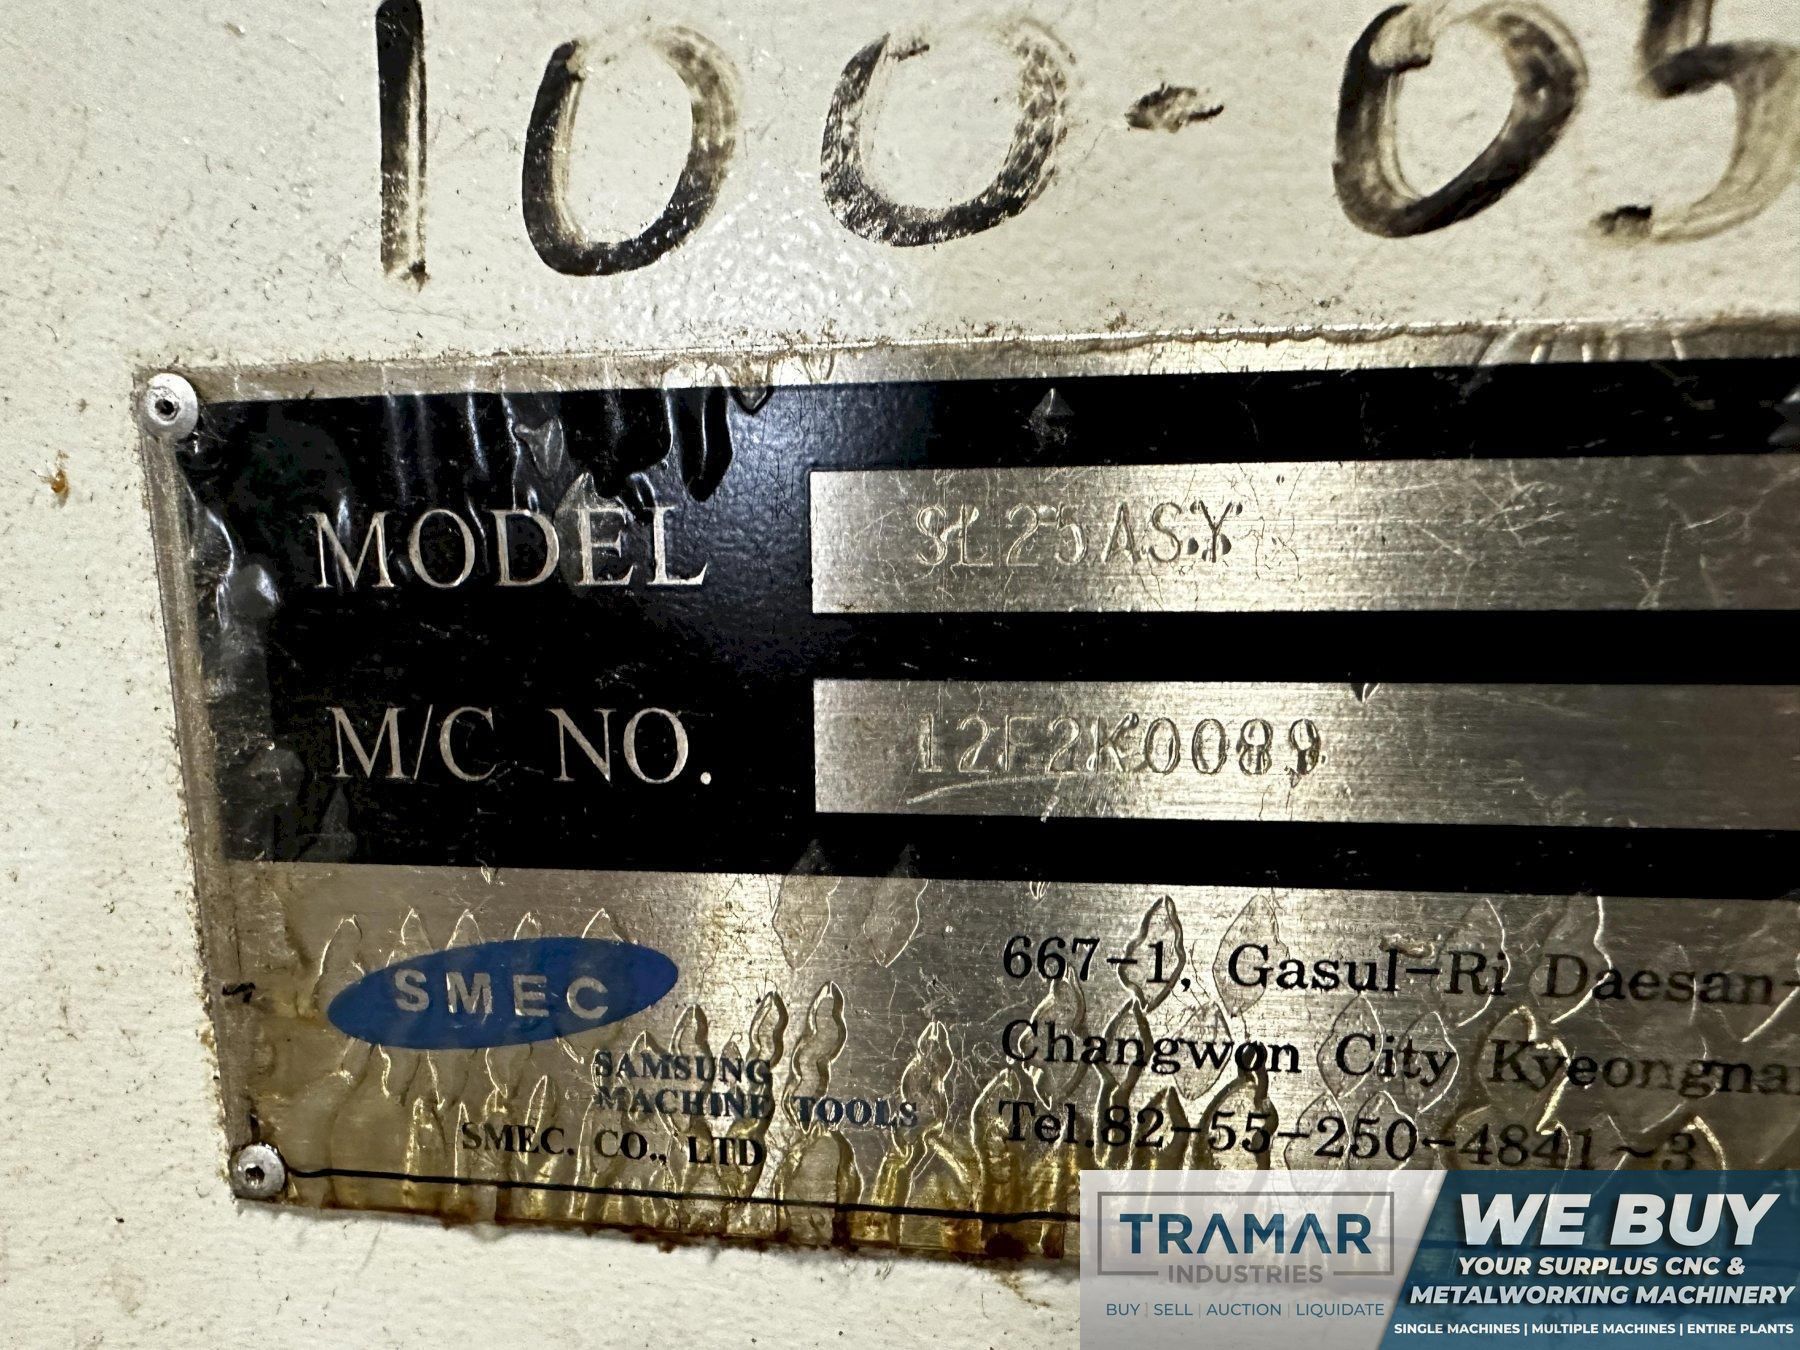 100-05
MODEL SL25ASY
M/C NO. 12F2K0089
SMEC
SAMSUNG
MACHINE TOOLS
SMEC. CO., LTD
667-1, Gasul-Ri Daesan-
Changwon City Kyeongna
Tel.82-55-250-4841~3
TRAMAR
INDUSTRIES
BUY | SELL | AUCTION | LIQUIDATE
WE BUY
YOUR SURPLUS CNC &
METALWORKING MACHINERY
SINGLE MACHINES | MULTIPLE MACHINES | ENTIRE PLANTS